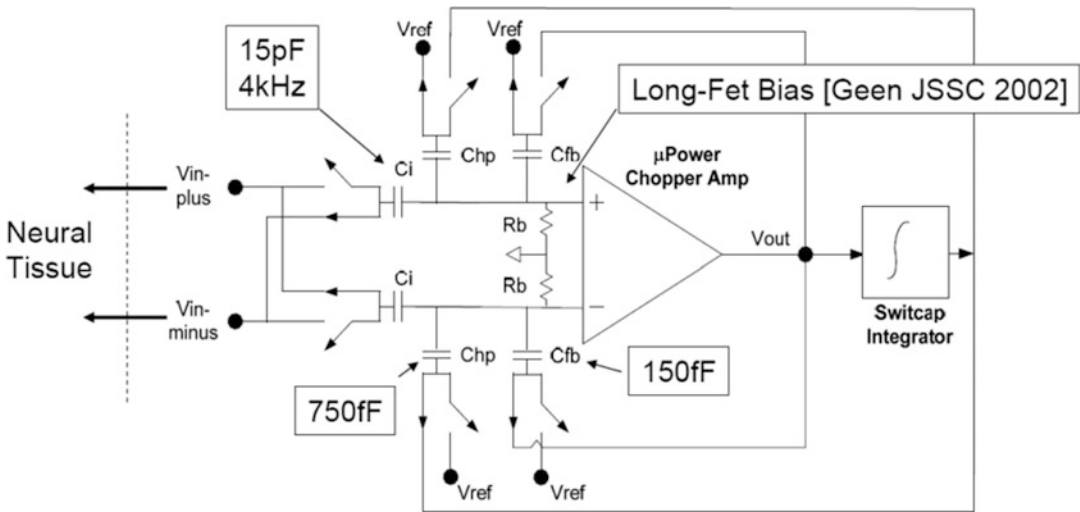 Vref
Vref
15pF
4kHz
Long-Fet Bias [Geen JSSC 2002]
Chp
Cfb
μPower
Chopper Amp
Ci
Vin-
plus
+
Rb
Neural
Tissue
Vout
∫
Ci
Rb
Vin-
minus
−
Switcap
Integrator
Chp
Cfb
150fF
750fF
Vref
Vref